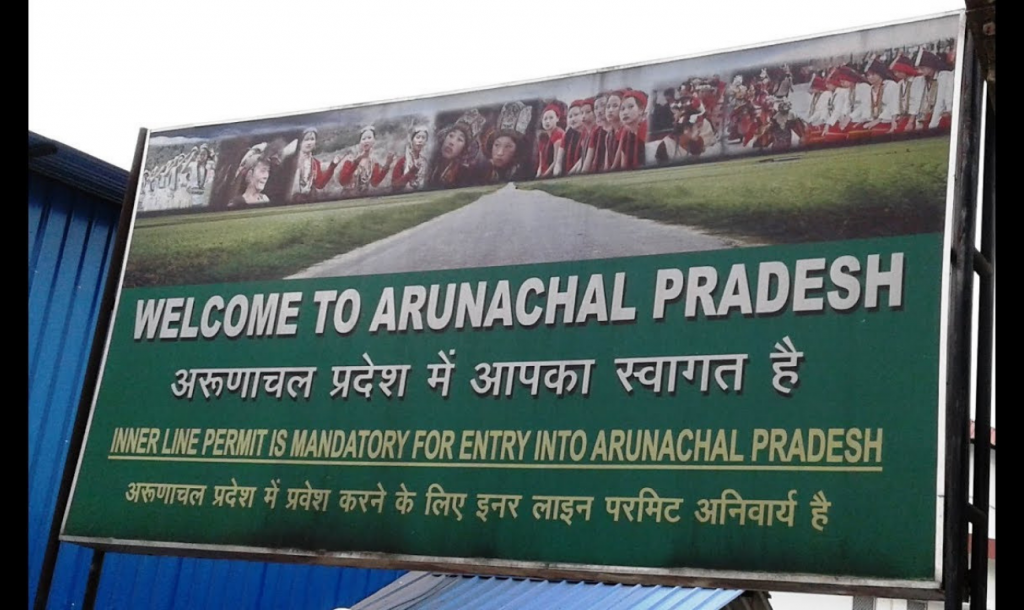 WELCOME TO ARUNACHAL PRADESH
अरूणाचल प्रदेश में आपका स्वागत है
INNER LINE PERMIT IS MANDATORY FOR ENTRY INTO ARUNACHAL PRADESH
अरूणाचल प्रदेश में प्रवेश करने के लिए इनर लाइन परमिट अनिवार्य है